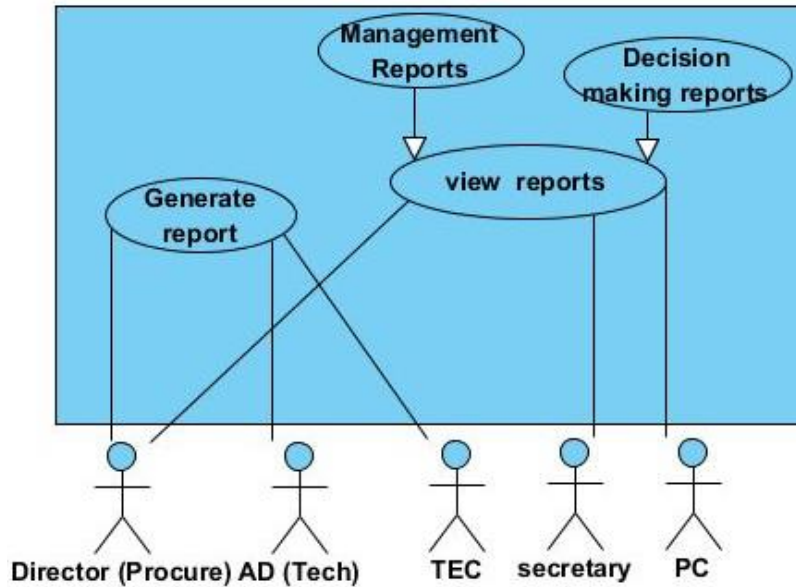 Management
Reports
Decision
making reports
view reports
Generate
report
Director (Procure)
AD (Tech)
TEC
secretary
PC